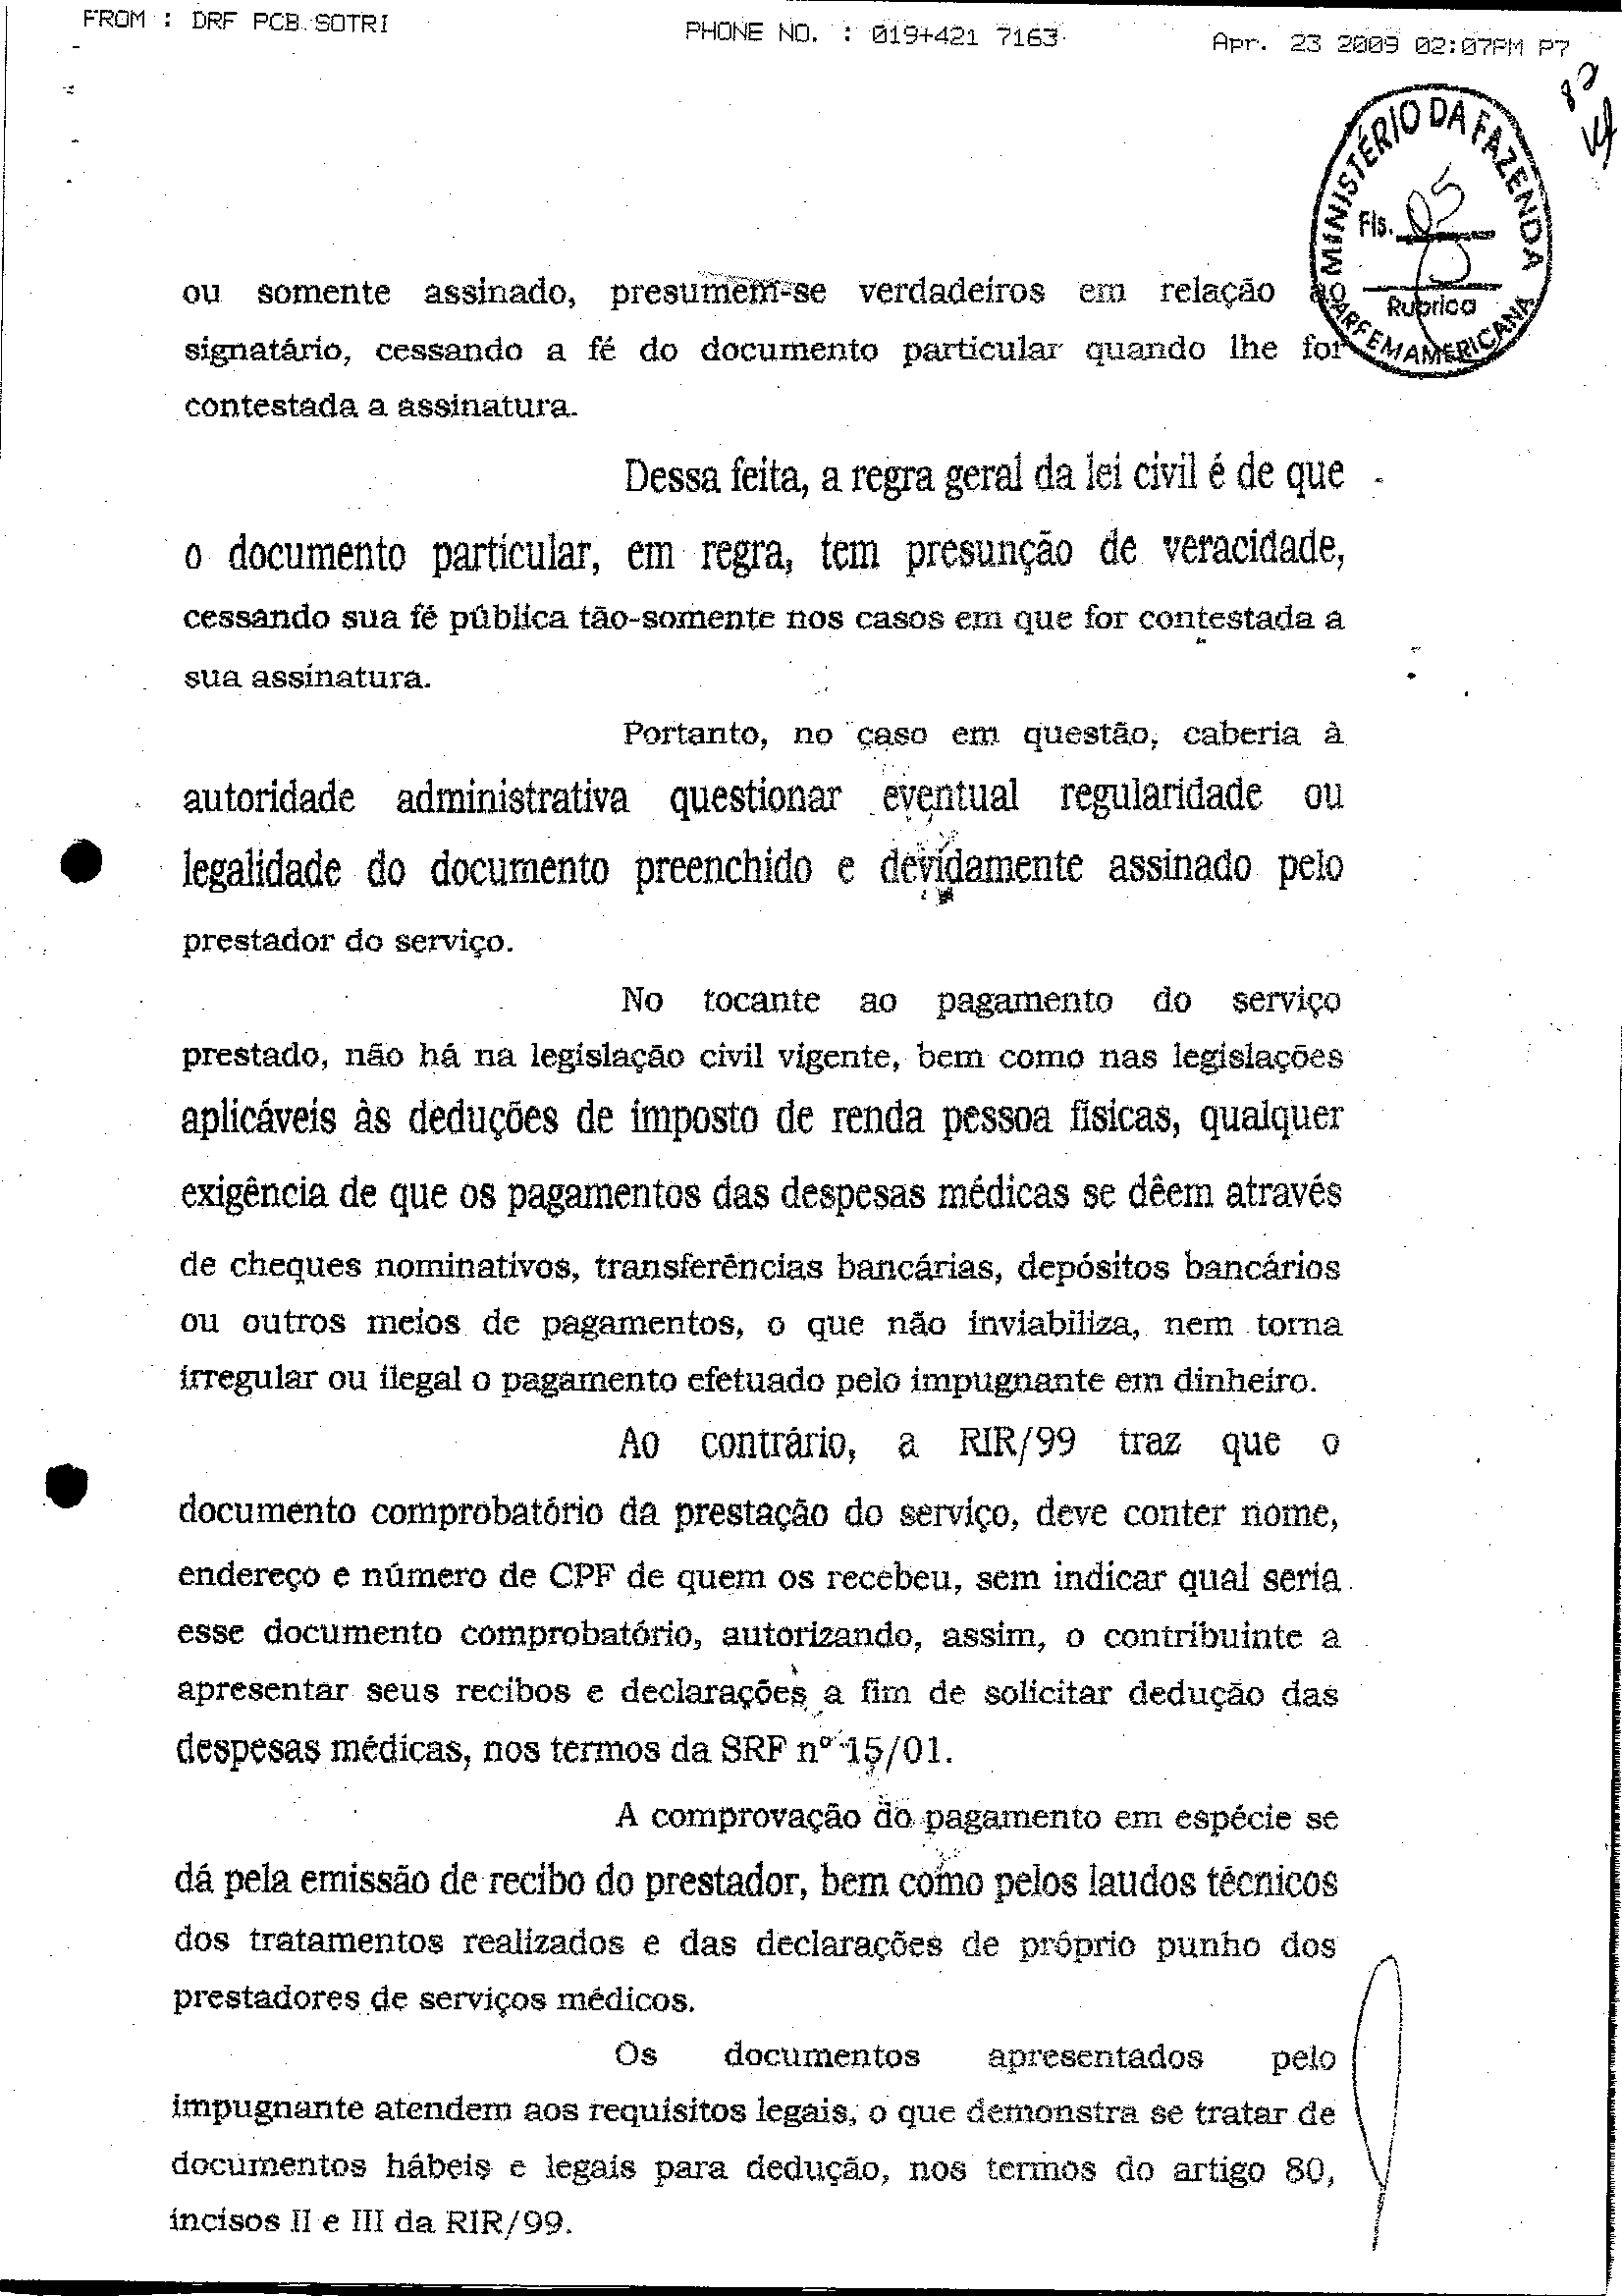 FROM : DRF PCB SOTRI
PHONE NO. : 019+421 7163
Apr. 23 2009 02:07PM P7
MINISTÉRIO DA FAZENDA
Fls. 05
Rubrica
ARFEMAMERICANA
ou somente assinado, presumem-se verdadeiros em relação ao
signatário, cessando a fé do documento particular quando lhe for
contestada a assinatura.
Dessa feita, a regra geral da lei civil é de que
o documento particular, em regra, tem presunção de veracidade,
cessando sua fé pública tão-somente nos casos em que for contestada a
sua assinatura.
Portanto, no caso em questão, caberia à
autoridade administrativa questionar eventual regularidade ou
legalidade do documento preenchido e devidamente assinado pelo
prestador do serviço.
No tocante ao pagamento do serviço
prestado, não há na legislação civil vigente, bem como nas legislações
aplicáveis às deduções de imposto de renda pessoa físicas, qualquer
exigência de que os pagamentos das despesas médicas se dêem através
de cheques nominativos, transferências bancárias, depósitos bancários
ou outros meios de pagamentos, o que não inviabiliza, nem torna
irregular ou ilegal o pagamento efetuado pelo impugnante em dinheiro.
Ao contrário, a RIR/99 traz que o
documento comprobatório da prestação do serviço, deve conter nome,
endereço e número de CPF de quem os recebeu, sem indicar qual seria
esse documento comprobatório, autorizando, assim, o contribuinte a
apresentar seus recibos e declarações a fim de solicitar dedução das
despesas médicas, nos termos da SRF nº 15/01.
A comprovação do pagamento em espécie se
dá pela emissão de recibo do prestador, bem como pelos laudos técnicos
dos tratamentos realizados e das declarações de próprio punho dos
prestadores de serviços médicos.
Os documentos apresentados pelo
impugnante atendem aos requisitos legais, o que demonstra se tratar de
documentos hábeis e legais para dedução, nos termos do artigo 80,
incisos II e III da RIR/99.